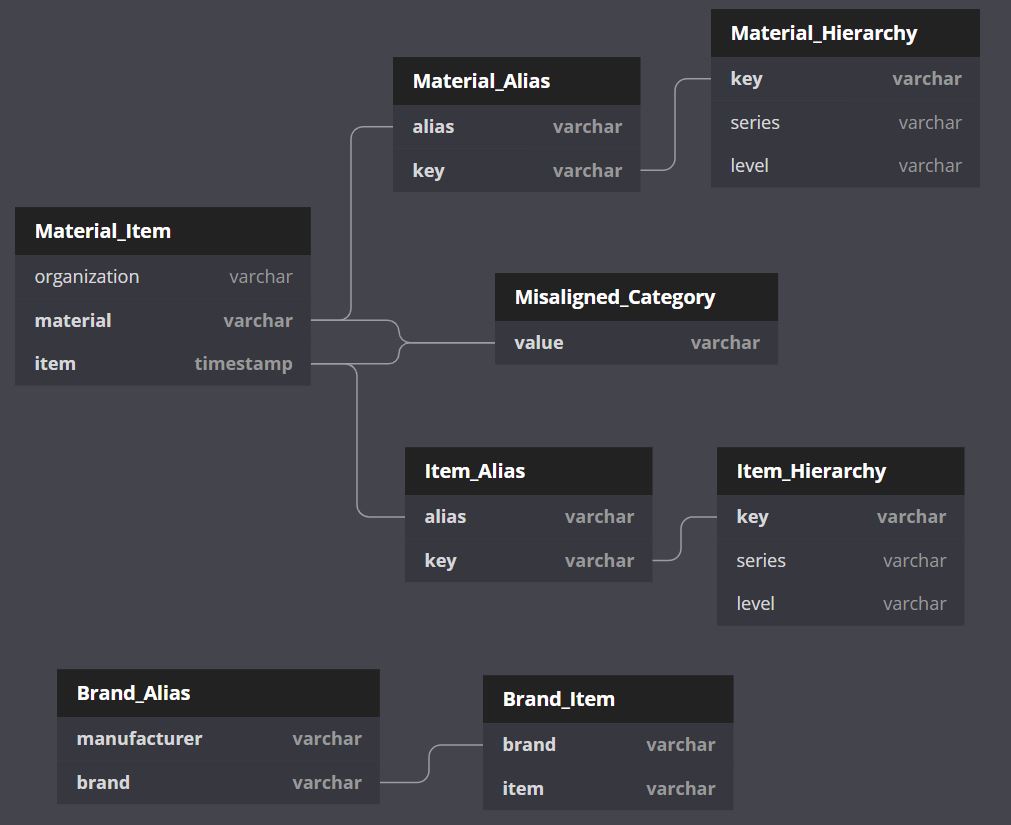 Material_Hierarchy
key varchar
series varchar
level varchar
Material_Alias
alias varchar
key varchar
Material_Item
organization varchar
material varchar
item timestamp
Misaligned_Category
value varchar
Item_Alias
alias varchar
key varchar
Item_Hierarchy
key varchar
series varchar
level varchar
Brand_Alias
manufacturer varchar
brand varchar
Brand_Item
brand varchar
item varchar